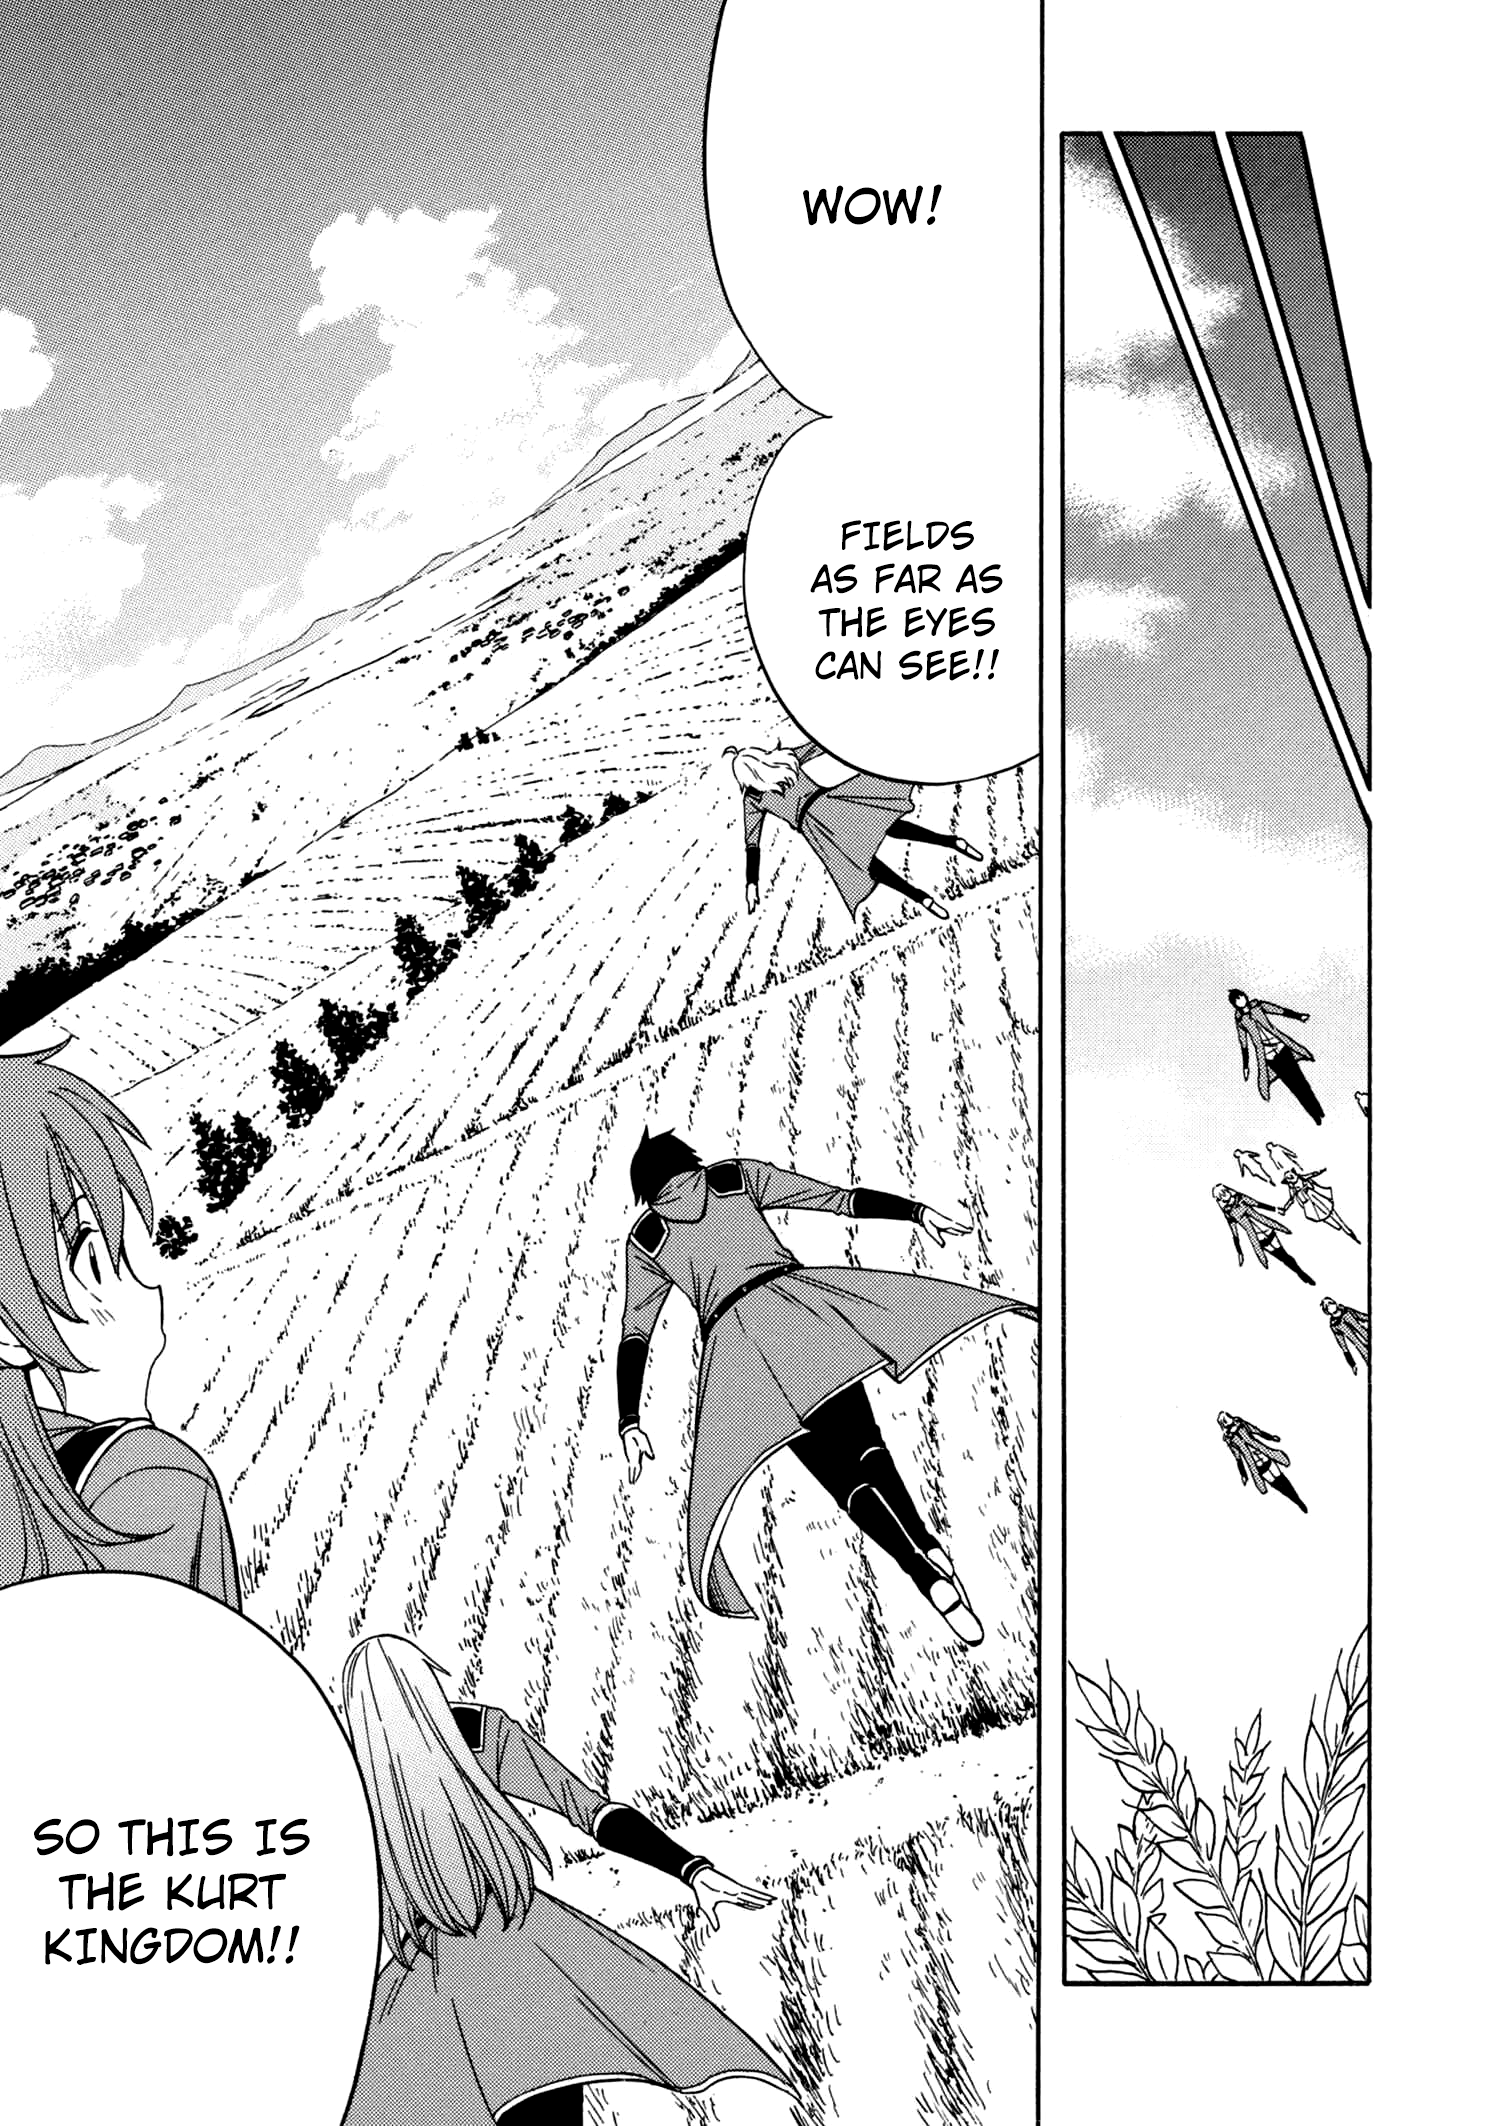 WOW!
FIELDS
AS FAR AS
THE EYES
CAN SEE!!
SO THIS IS
THE KURT
KINGDOM!!